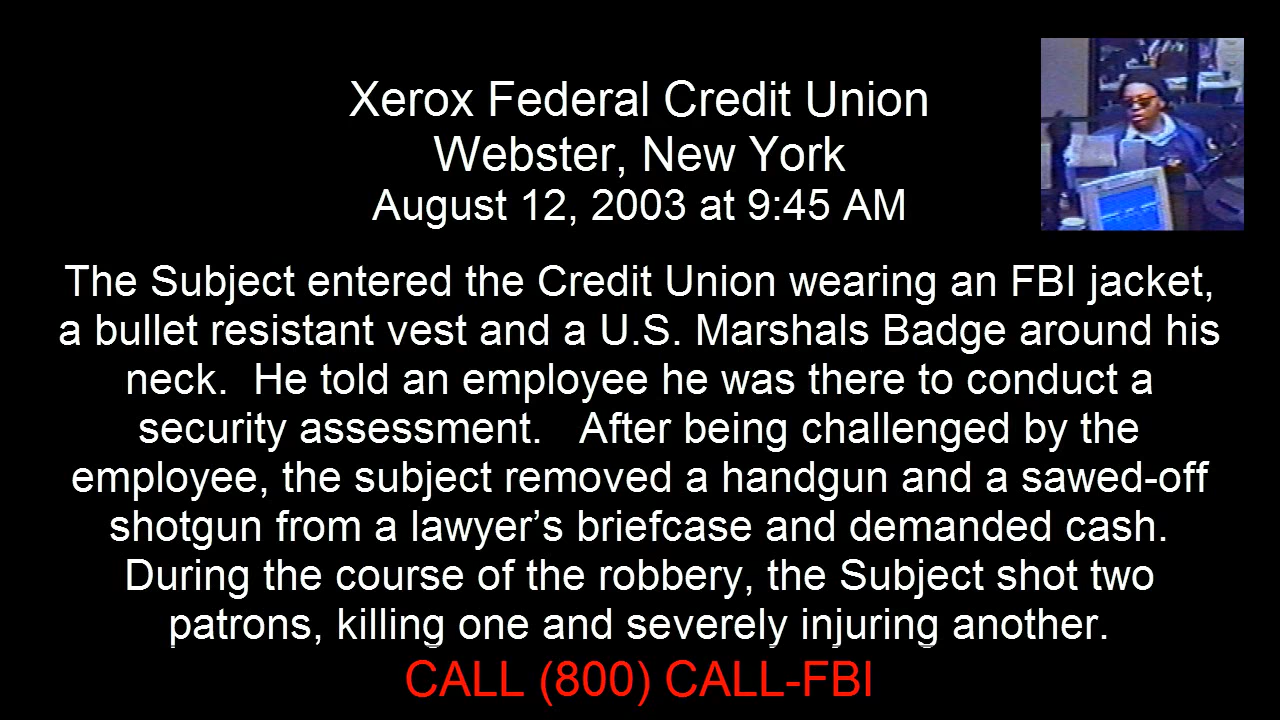 Xerox Federal Credit Union
Webster, New York
August 12, 2003 at 9:45 AM
The Subject entered the Credit Union wearing an FBI jacket,
a bullet resistant vest and a U.S. Marshals Badge around his
neck.  He told an employee he was there to conduct a
security assessment.   After being challenged by the
employee, the subject removed a handgun and a sawed-off
shotgun from a lawyer’s briefcase and demanded cash.
During the course of the robbery, the Subject shot two
patrons, killing one and severely injuring another.
CALL (800) CALL-FBI